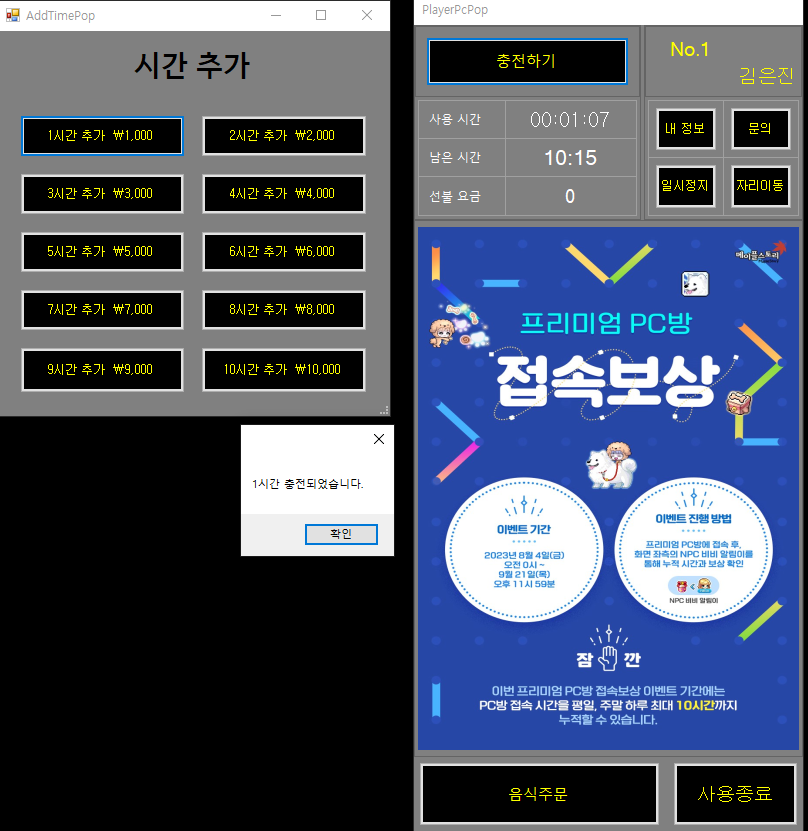 AddTimePop
시간 추가
1시간 추가 ₩1,000
2시간 추가 ₩2,000
3시간 추가 ₩3,000
4시간 추가 ₩4,000
5시간 추가 ₩5,000
6시간 추가 ₩6,000
7시간 추가 ₩7,000
8시간 추가 ₩8,000
9시간 추가 ₩9,000
10시간 추가 ₩10,000
1시간 충전되었습니다.
확인
PlayerPcPop
충전하기
No.1
김은진
사용 시간 00:01:07
남은 시간 10:15
선불 요금 0
내 정보
문의
일시정지
자리이동
메이플스토리
프리미엄 PC방
접속보상
이벤트 기간
2023년 8월 4일(금)
오전 0시 ~
9월 21일(목)
오후 11시 59분
이벤트 진행 방법
프리미엄 PC방에 접속 후,
화면 좌측의 NPC 비비 알림이를
통해 누적 시간과 보상 확인
NPC 비비 알림이
잠 깐
이번 프리미엄 PC방 접속보상 이벤트 기간에는
PC방 접속 시간을 평일, 주말 하루 최대 10시간까지
누적할 수 있습니다.
음식주문
사용종료